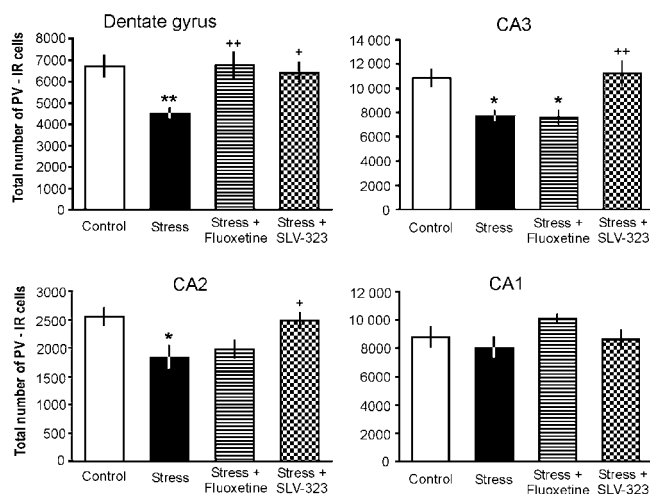 Dentate gyrus
Total number of PV - IR cells
8000
7000
6000
5000
4000
3000
2000
1000
0
**
++
+
Control
Stress
Stress +
Fluoxetine
Stress +
SLV-323
CA3
14 000
12 000
10 000
8000
6000
4000
2000
0
*
*
++
Control
Stress
Stress +
Fluoxetine
Stress +
SLV-323
CA2
Total number of PV - IR cells
3000
2500
2000
1500
1000
500
0
*
+
Control
Stress
Stress +
Fluoxetine
Stress +
SLV-323
CA1
12 000
10 000
8000
6000
4000
2000
0
Control
Stress
Stress +
Fluoxetine
Stress +
SLV-323